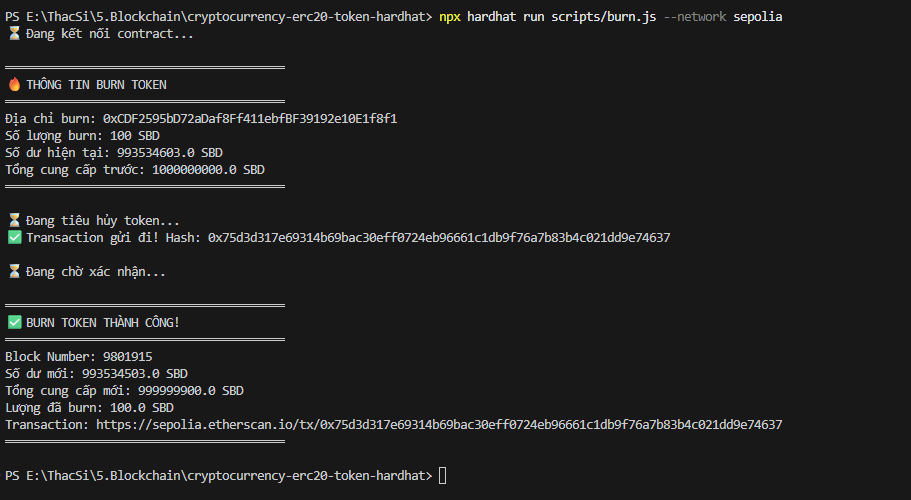 PS E:\ThacSi\5.Blockchain\cryptocurrency-erc20-token-hardhat> npx hardhat run scripts/burn.js --network sepolia
⏳ Đang kết nối contract...
═══════════════════════════════════════
🔥 THÔNG TIN BURN TOKEN
═══════════════════════════════════════
Địa chỉ burn: 0xCDF2595bD72aDaf8Ff411ebfBF39192e10E1f8f1
Số lượng burn: 100 SBD
Số dư hiện tại: 993534603.0 SBD
Tổng cung cấp trước: 1000000000.0 SBD
═══════════════════════════════════════
⏳ Đang tiêu hủy token...
✅ Transaction gửi đi! Hash: 0x75d3d317e69314b69bac30eff0724eb96661c1db9f76a7b83b4c021dd9e74637
⏳ Đang chờ xác nhận...
═══════════════════════════════════════
✅ BURN TOKEN THÀNH CÔNG!
═══════════════════════════════════════
Block Number: 9801915
Số dư mới: 993534503.0 SBD
Tổng cung cấp mới: 999999900.0 SBD
Lượng đã burn: 100.0 SBD
Transaction: https://sepolia.etherscan.io/tx/0x75d3d317e69314b69bac30eff0724eb96661c1db9f76a7b83b4c021dd9e74637
═══════════════════════════════════════
PS E:\ThacSi\5.Blockchain\cryptocurrency-erc20-token-hardhat>